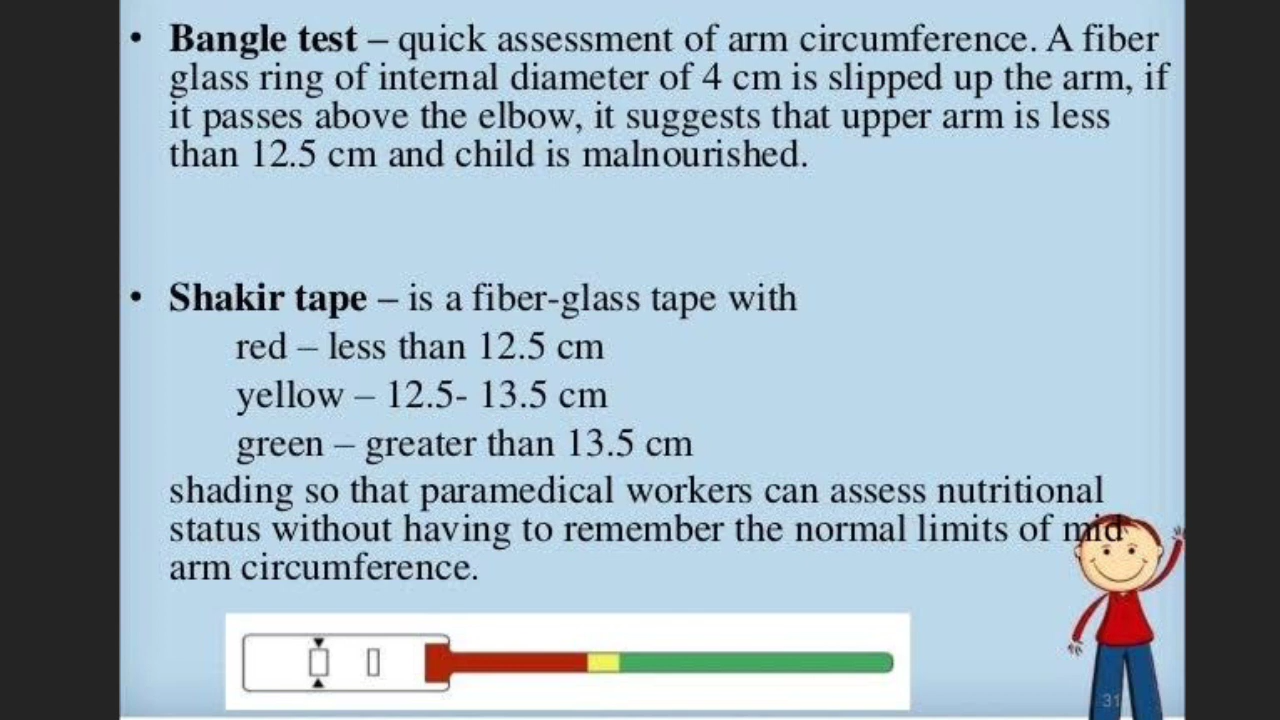 • Bangle test – quick assessment of arm circumference. A fiber
glass ring of internal diameter of 4 cm is slipped up the arm, if
it passes above the elbow, it suggests that upper arm is less
than 12.5 cm and child is malnourished.
• Shakir tape – is a fiber-glass tape with
red – less than 12.5 cm
yellow – 12.5- 13.5 cm
green – greater than 13.5 cm
shading so that paramedical workers can assess nutritional
status without having to remember the normal limits of mid
arm circumference.
31